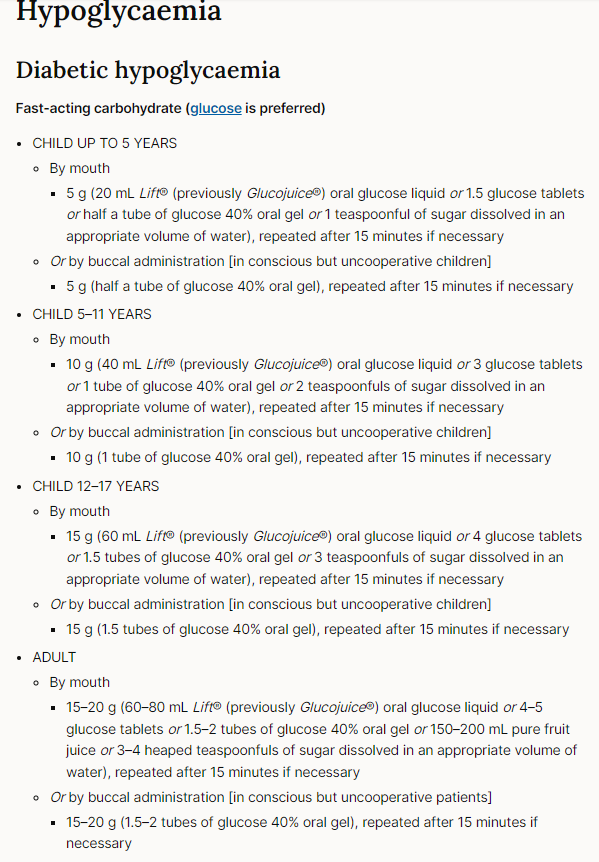 Hypoglycaemia
Diabetic hypoglycaemia
Fast-acting carbohydrate (glucose is preferred)
• CHILD UP TO 5 YEARS
○ By mouth
▪ 5 g (20 mL Lift® (previously Glucojuice®) oral glucose liquid or 1.5 glucose tablets
or half a tube of glucose 40% oral gel or 1 teaspoonful of sugar dissolved in an
appropriate volume of water), repeated after 15 minutes if necessary
○ Or by buccal administration [in conscious but uncooperative children]
▪ 5 g (half a tube of glucose 40% oral gel), repeated after 15 minutes if necessary
• CHILD 5–11 YEARS
○ By mouth
▪ 10 g (40 mL Lift® (previously Glucojuice®) oral glucose liquid or 3 glucose tablets
or 1 tube of glucose 40% oral gel or 2 teaspoonfuls of sugar dissolved in an
appropriate volume of water), repeated after 15 minutes if necessary
○ Or by buccal administration [in conscious but uncooperative children]
▪ 10 g (1 tube of glucose 40% oral gel), repeated after 15 minutes if necessary
• CHILD 12–17 YEARS
○ By mouth
▪ 15 g (60 mL Lift® (previously Glucojuice®) oral glucose liquid or 4 glucose tablets
or 1.5 tubes of glucose 40% oral gel or 3 teaspoonfuls of sugar dissolved in an
appropriate volume of water), repeated after 15 minutes if necessary
○ Or by buccal administration [in conscious but uncooperative children]
▪ 15 g (1.5 tubes of glucose 40% oral gel), repeated after 15 minutes if necessary
• ADULT
○ By mouth
▪ 15–20 g (60–80 mL Lift® (previously Glucojuice®) oral glucose liquid or 4–5
glucose tablets or 1.5–2 tubes of glucose 40% oral gel or 150–200 mL pure fruit
juice or 3–4 heaped teaspoonfuls of sugar dissolved in an appropriate volume of
water), repeated after 15 minutes if necessary
○ Or by buccal administration [in conscious but uncooperative patients]
▪ 15–20 g (1.5–2 tubes of glucose 40% oral gel), repeated after 15 minutes if
necessary